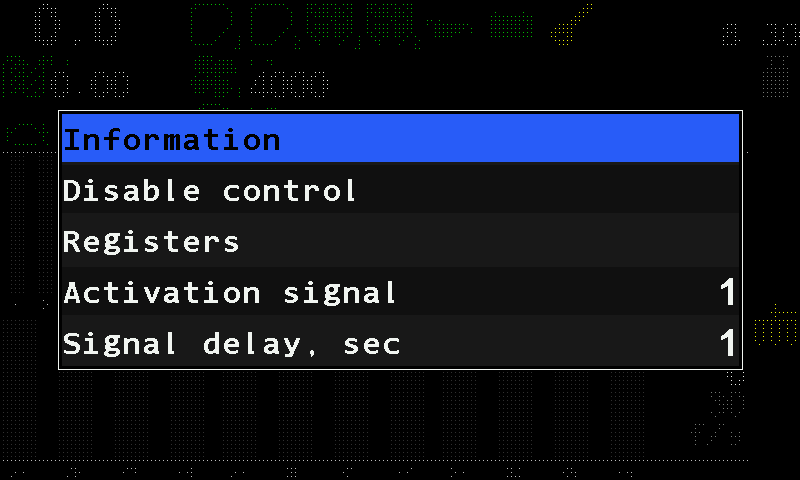 Information
Disable control
Registers
Activation signal 1
Signal delay, sec 1